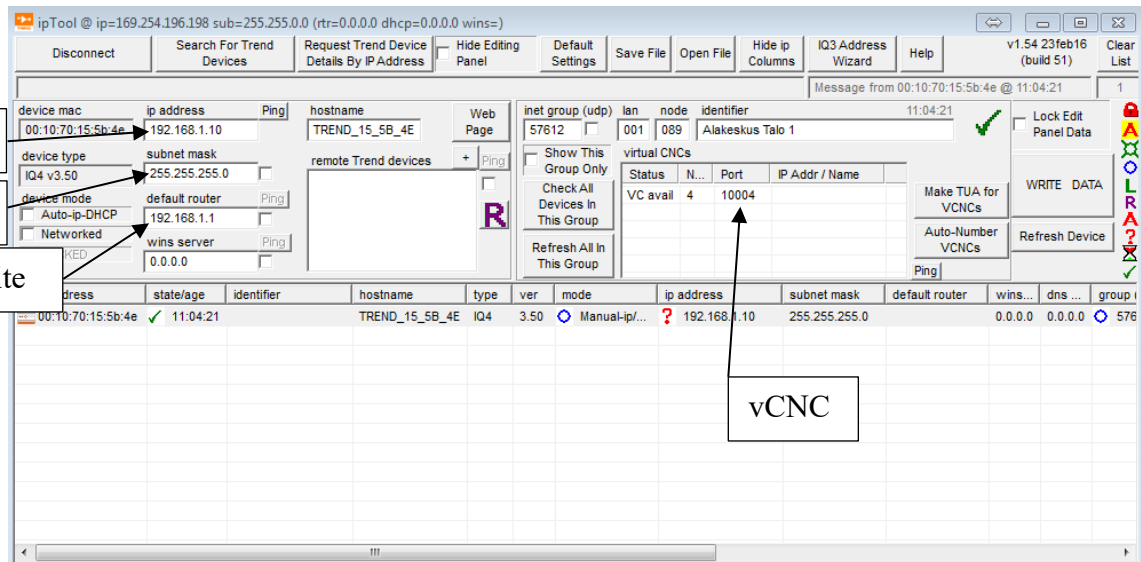 ipTool @ ip=169.254.196.198 sub=255.255.0.0 (rtr=0.0.0.0 dhcp=0.0.0.0 wins=)
Disconnect
Search For Trend
Devices
Request Trend Device
Details By IP Address
Hide Editing
Panel
Default
Settings
Save File
Open File
Hide ip
Columns
IQ3 Address
Wizard
Help
v1.54 23feb16
(build 51)
Clear
List
Message from 00:10:70:15:5b:4e @ 11:04:21
1
device mac
00:10:70:15:5b:4e
device type
IQ4 v3.50
device mode
Auto-ip-DHCP
Networked
ip address
Ping
192.168.1.10
subnet mask
255.255.255.0
default router
Ping
192.168.1.1
wins server
Ping
0.0.0.0
hostname
TREND_15_5B_4E
Web
Page
remote Trend devices
+
Ping
R
inet group (udp)
57612
lan
001
node
089
identifier
Alakeskus Talo 1
11:04:21
Show This
Group Only
Check All
Devices In
This Group
Refresh All In
This Group
virtual CNCs
Status N... Port IP Addr / Name
VC avail 4 10004
Make TUA for
VCNCs
Auto-Number
VCNCs
Ping
Lock Edit
Panel Data
WRITE DATA
Refresh Device
A
L
R
A
?
state/age identifier hostname type ver mode ip address subnet mask default router wins... dns ... group
00:10:70:15:5b:4e 11:04:21 TREND_15_5B_4E IQ4 3.50 Manual-ip/... ? 192.168.1.10 255.255.255.0 0.0.0.0 0.0.0.0 576
vCNC